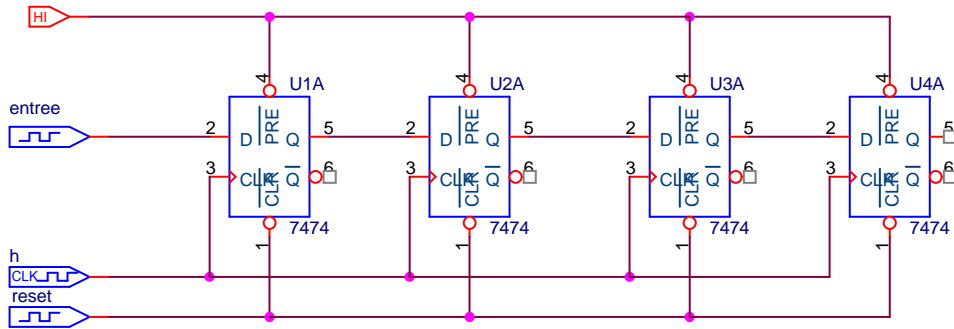 HI
4 U1A
4 U2A
4 U3A
4 U4A
entree
2 D PRE Q 5
2 D PRE Q 5
2 D PRE Q 5
2 D PRE Q 5
3 CLK CLR Q 6
3 CLK CLR Q 6
3 CLK CLR Q 6
3 CLK CLR Q 6
1 7474
1 7474
1 7474
1 7474
h
CLK
reset